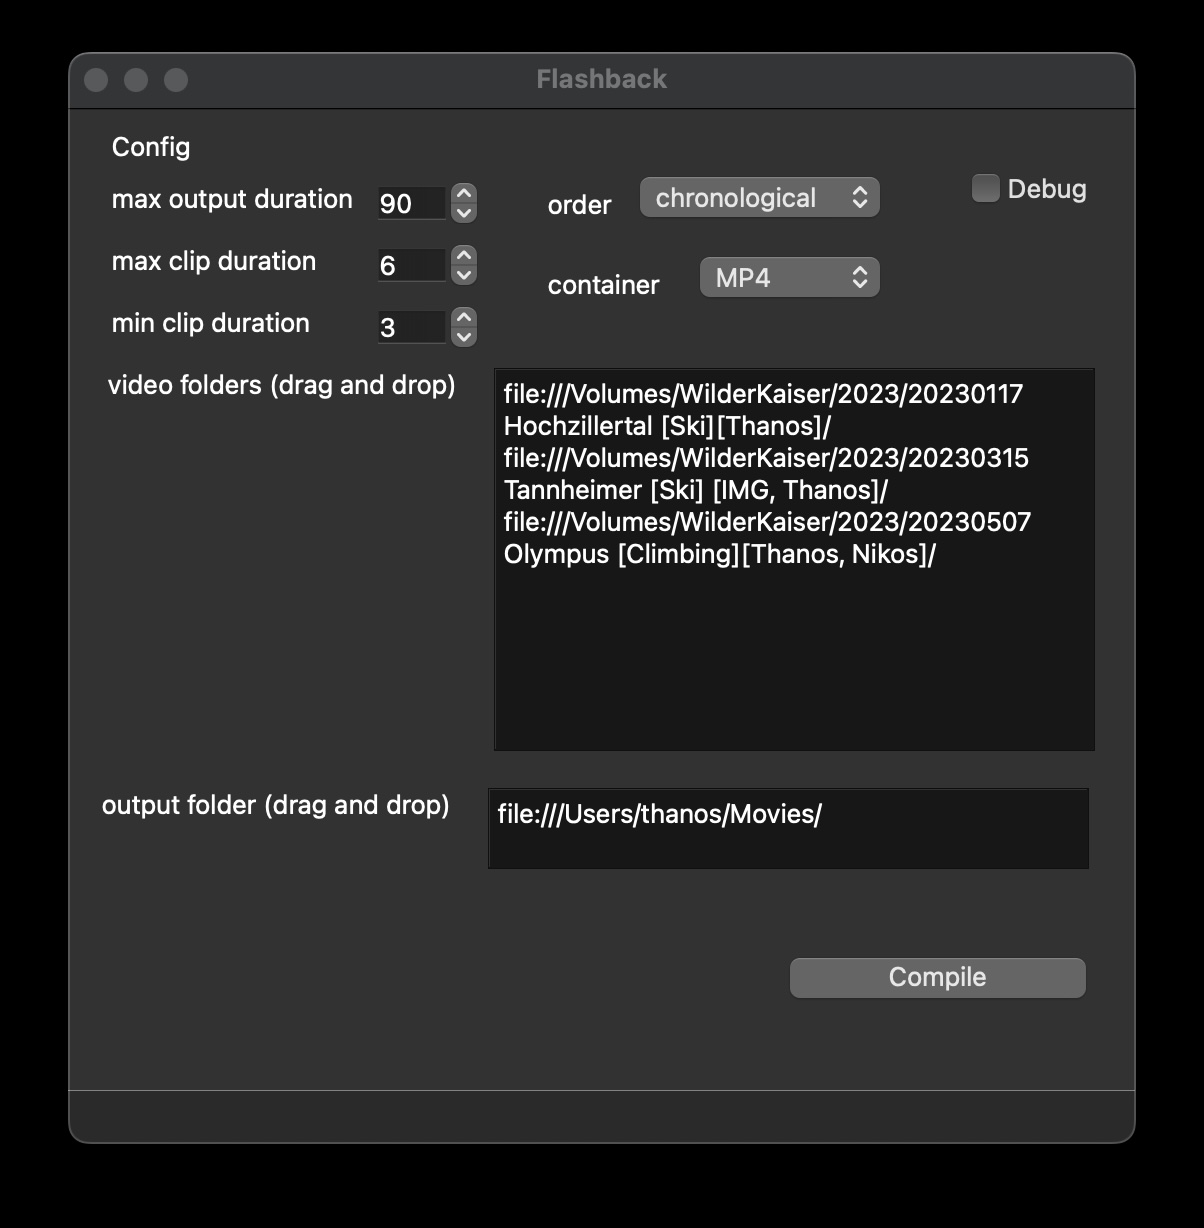 Flashback
Config
max output duration 90
order chronological
Debug
max clip duration 6
container MP4
min clip duration 3
video folders (drag and drop)
file:///Volumes/WilderKaiser/2023/20230117
Hochzillertal [Ski][Thanos]/
file:///Volumes/WilderKaiser/2023/20230315
Tannheimer [Ski] [IMG, Thanos]/
file:///Volumes/WilderKaiser/2023/20230507
Olympus [Climbing][Thanos, Nikos]/
output folder (drag and drop)
file:///Users/thanos/Movies/
Compile